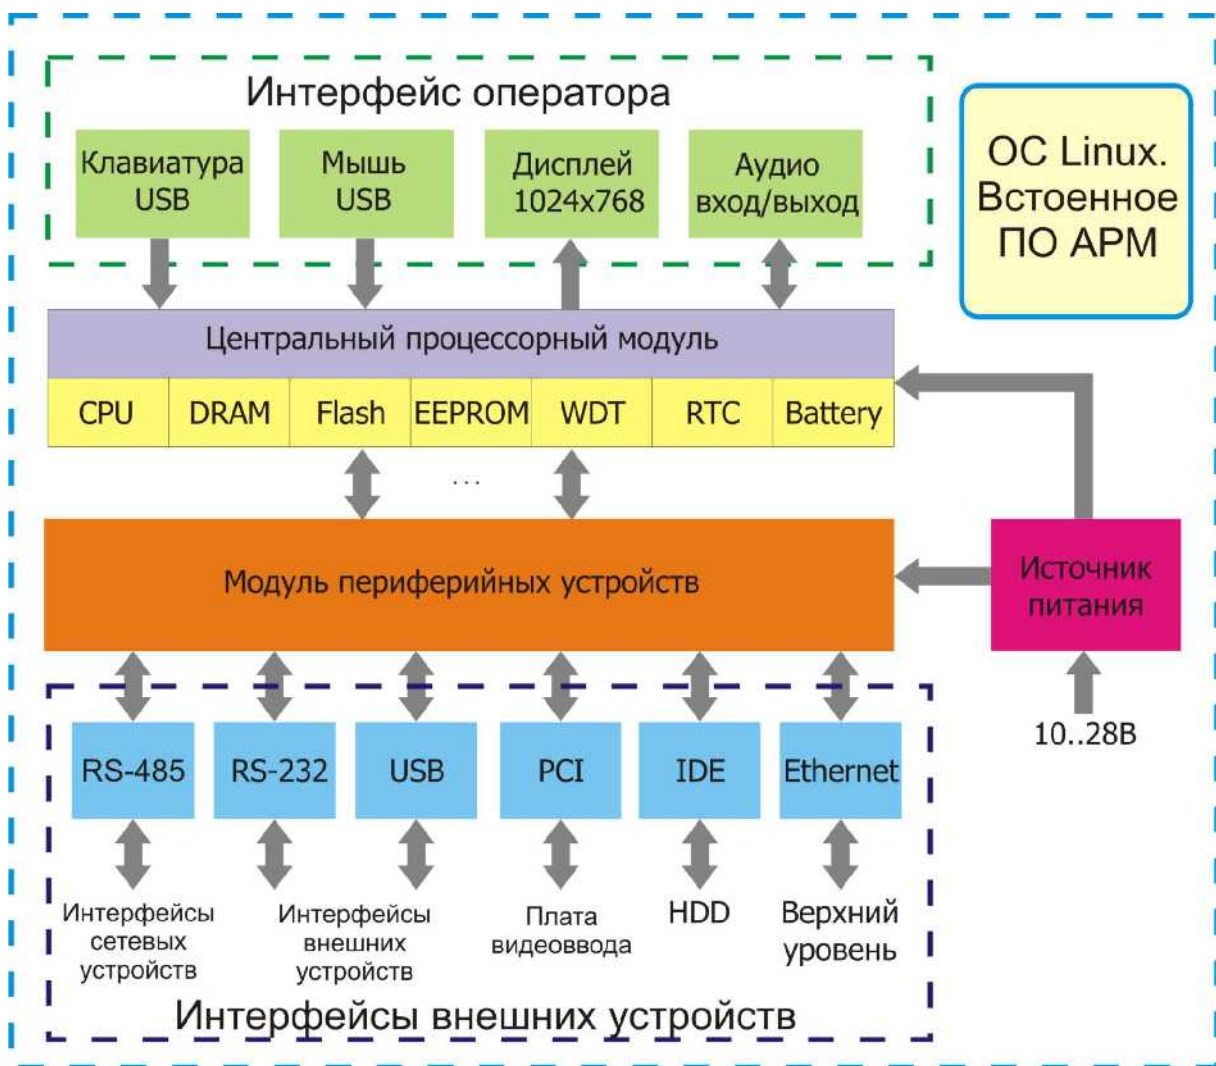 Интерфейс оператора
Клавиатура
USB
Мышь
USB
Дисплей
1024x768
Аудио
вход/выход
ОС Linux.
Встоенное
ПО АРМ
Центральный процессорный модуль
CPU
DRAM
Flash
EEPROM
WDT
RTC
Battery
...
Модуль периферийных устройств
Источник
питания
10..28В
RS-485
RS-232
USB
PCI
IDE
Ethernet
Интерфейсы
сетевых
устройств
Интерфейсы
внешних
устройств
Плата
видеоввода
HDD
Верхний
уровень
Интерфейсы внешних устройств